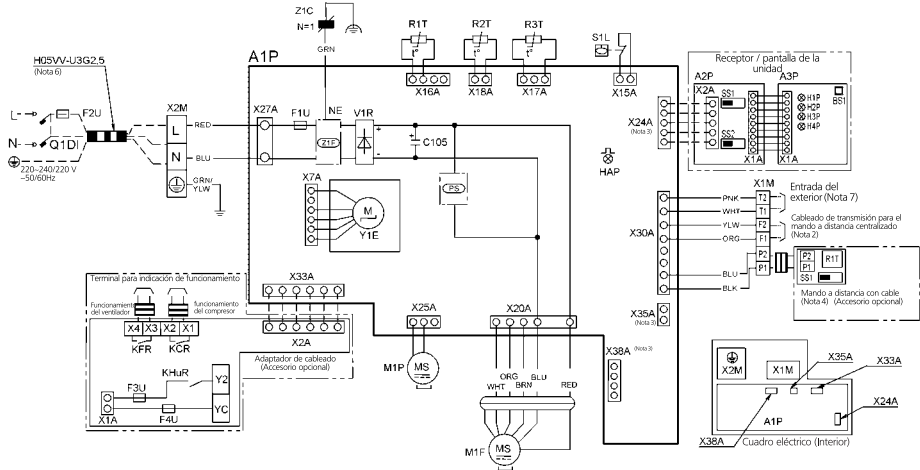 Z1C
N=1
GRN
R1T
R2T
R3T
t°
t°
t°
X16A
X18A
X17A
S1L
X15A
A1P
H05VV-U3G2,5
(Nota 6)
L
F2U
N
Q1DI
220–240/220 V
~50/60Hz
X2M
L
N
RED
BLU
GRN/
YLW
X27A
F1U
NE
Z1F
V1R
+
-
+
C105
PS
X7A
M
Y1E
HAP
Receptor / pantalla de la
unidad
A2P
X2A
SS1
SS2
X1A
A3P
H1P
H2P
H3P
H4P
BS1
X1A
X24A
(Nota 3)
X30A
PNK
WHT
YLW
ORG
BLU
BLK
X1M
T2
T1
F2
F1
P2
P1
Entrada del
exterior (Nota 7)
Cableado de transmisión para el
mando a distancia centralizado
(Nota 2)
P2
P1
R1T
SS1
Mando a distancia con cable
(Nota 4) (Accesorio opcional)
X35A
(Nota 3)
X38A
(Nota 3)
Terminal para indicación de funcionamiento
Funcionamiento
del ventilador
funcionamiento
del compresor
X4
X3
X2
X1
KFR
KCR
X33A
X2A
Adaptador de cableado
(Accesorio opcional)
KHuR
F3U
F4U
X1A
Y2
YC
X25A
M1P
MS
X20A
WHT
ORG
BRN
BLU
RED
M1F
MS
X2M
X1M
X35A
X33A
X24A
A1P
X38A
Cuadro eléctrico (Interior)